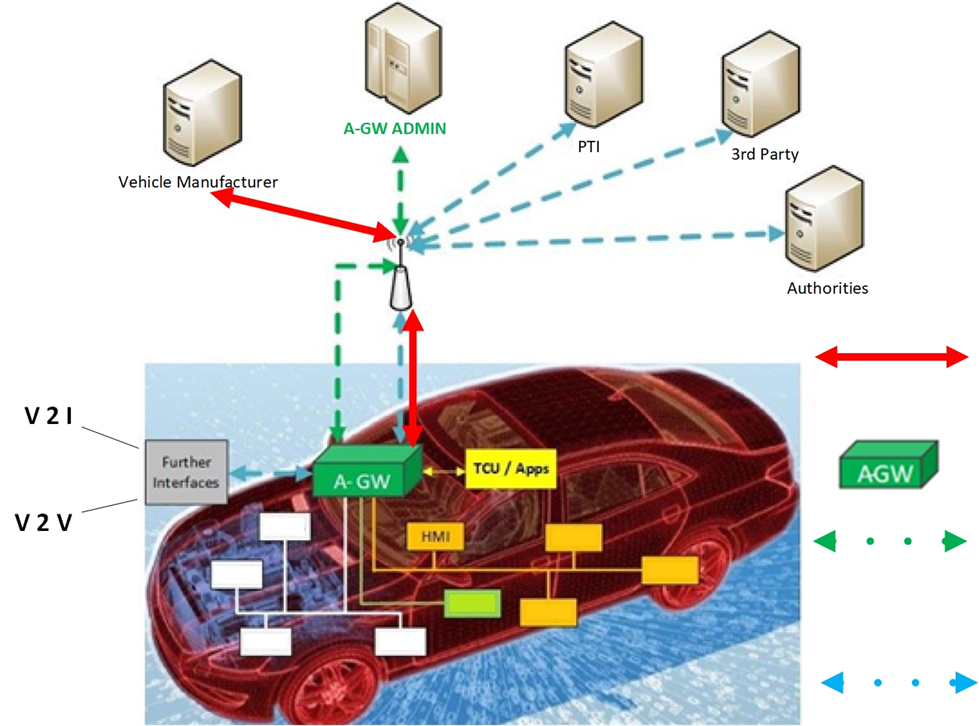 A-GW ADMIN
PTI
3rd Party
Vehicle Manufacturer
Authorities
V 2 I
Further
Interfaces
A- GW
TCU / Apps
AGW
V 2 V
HMI